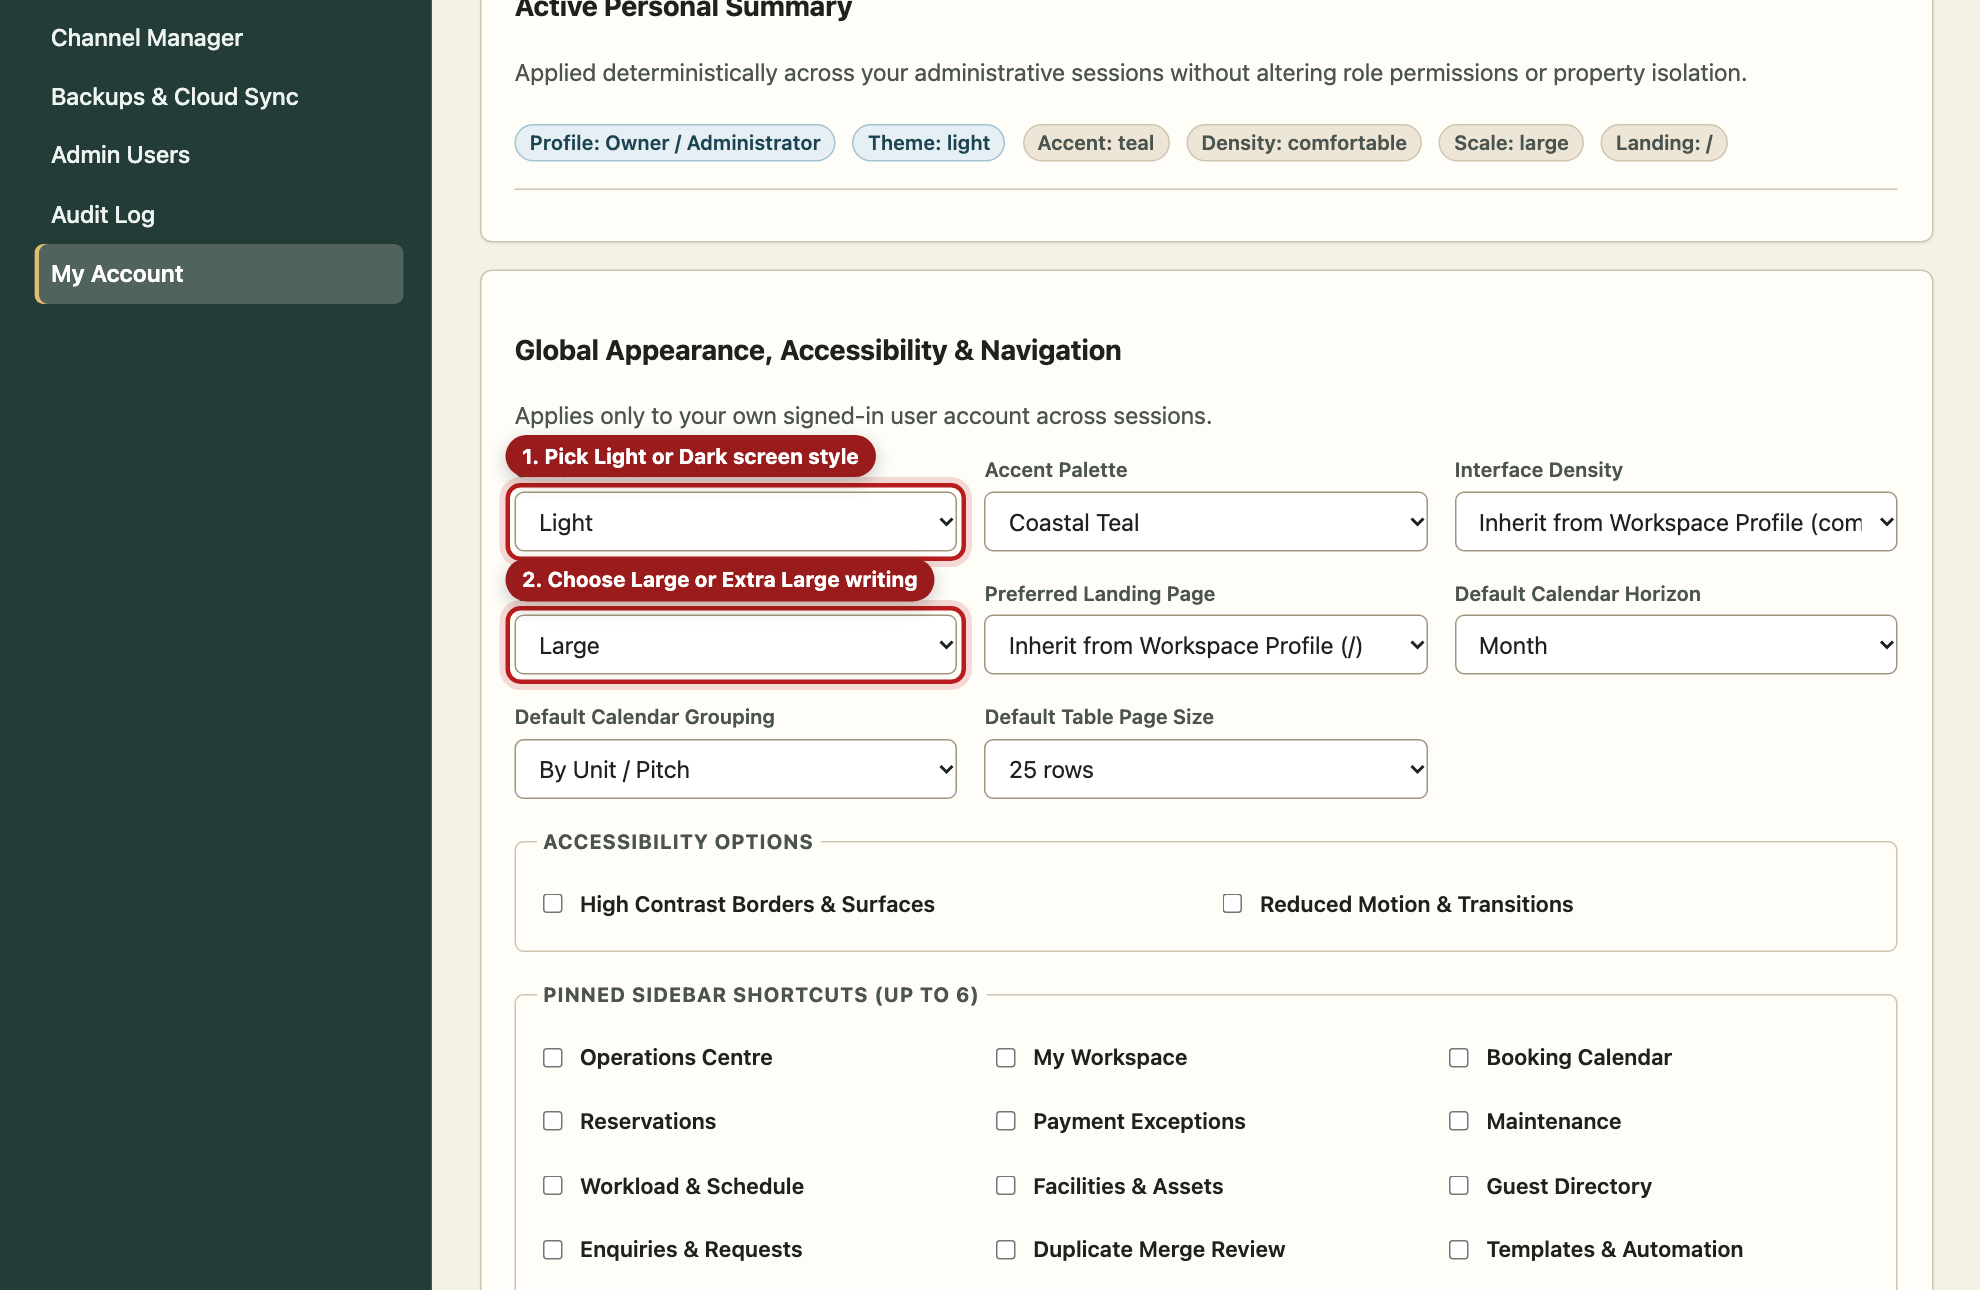 Channel Manager
Backups & Cloud Sync
Admin Users
Audit Log
My Account
Active Personal Summary
Applied deterministically across your administrative sessions without altering role permissions or property isolation.
Profile: Owner / Administrator
Theme: light
Accent: teal
Density: comfortable
Scale: large
Landing: /
Global Appearance, Accessibility & Navigation
Applies only to your own signed-in user account across sessions.
1. Pick Light or Dark screen style
Light
Accent Palette
Coastal Teal
Interface Density
Inherit from Workspace Profile (com
2. Choose Large or Extra Large writing
Large
Preferred Landing Page
Inherit from Workspace Profile (/)
Default Calendar Horizon
Month
Default Calendar Grouping
By Unit / Pitch
Default Table Page Size
25 rows
ACCESSIBILITY OPTIONS
High Contrast Borders & Surfaces
Reduced Motion & Transitions
PINNED SIDEBAR SHORTCUTS (UP TO 6)
Operations Centre
My Workspace
Booking Calendar
Reservations
Payment Exceptions
Maintenance
Workload & Schedule
Facilities & Assets
Guest Directory
Enquiries & Requests
Duplicate Merge Review
Templates & Automation